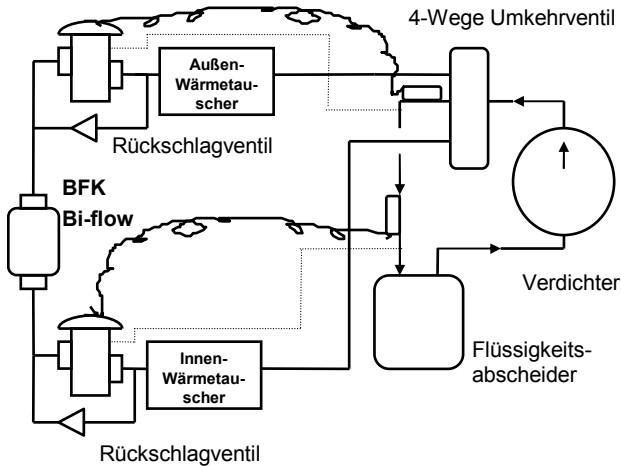 4-Wege Umkehrventil
Außen-
Wärmetau-
scher
Rückschlagventil
BFK
Bi-flow
Verdichter
Flüssigkeits-
abscheider
Innen-
Wärmetau-
scher
Rückschlagventil